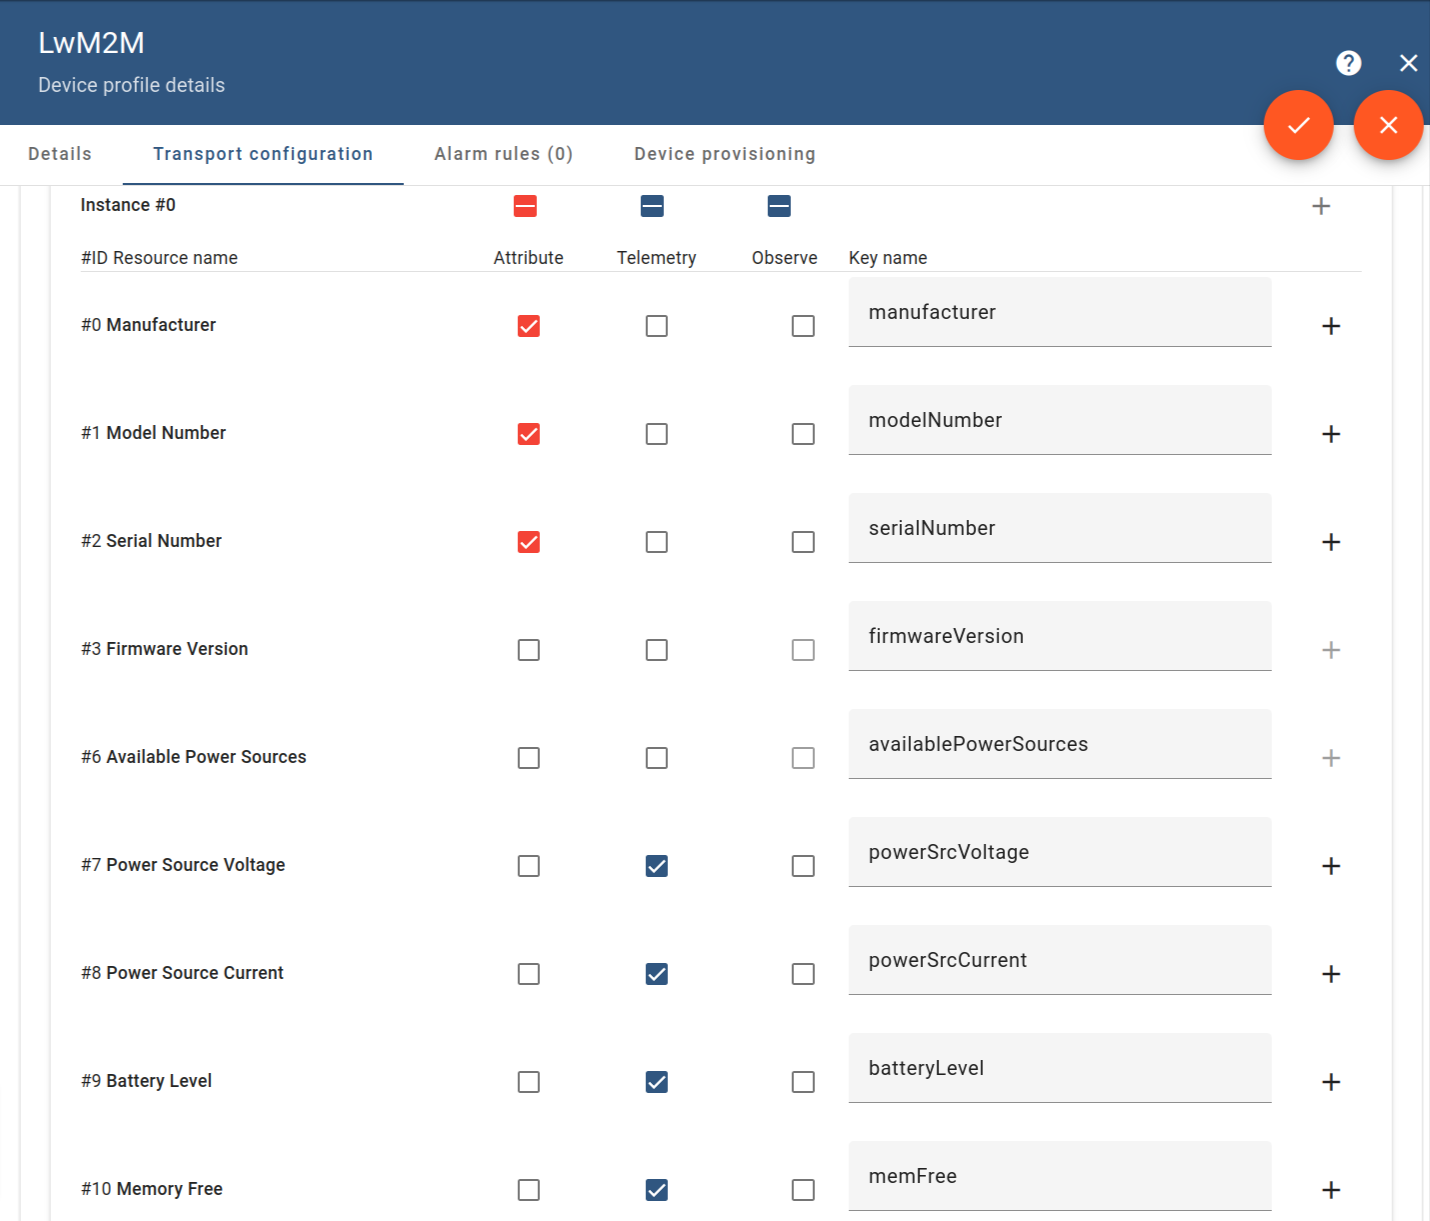 LwM2M
Device profile details
Details Transport configuration Alarm rules (0) Device provisioning
Instance #0
#ID Resource name Attribute Telemetry Observe Key name
#0 Manufacturer manufacturer
#1 Model Number modelNumber
#2 Serial Number serialNumber
#3 Firmware Version firmwareVersion
#6 Available Power Sources availablePowerSources
#7 Power Source Voltage powerSrcVoltage
#8 Power Source Current powerSrcCurrent
#9 Battery Level batteryLevel
#10 Memory Free memFree